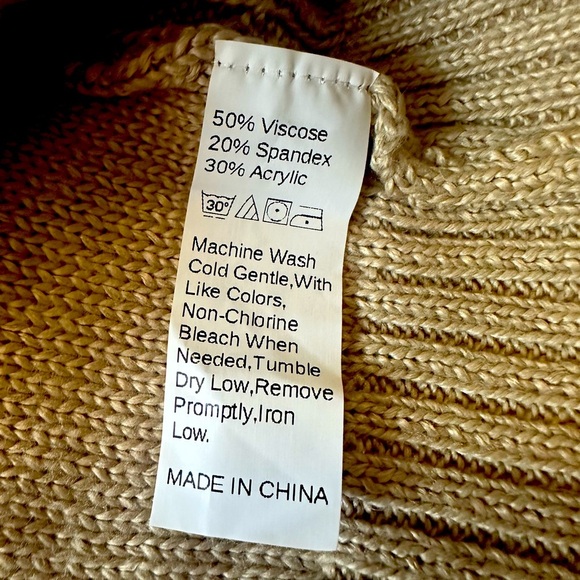 50% Viscose
20% Spandex
30% Acrylic
30°
Machine Wash
Cold Gentle,With
Like Colors,
Non-Chlorine
Bleach When
Needed,Tumble
Dry Low,Remove
Promptly,Iron
Low.
MADE IN CHINA